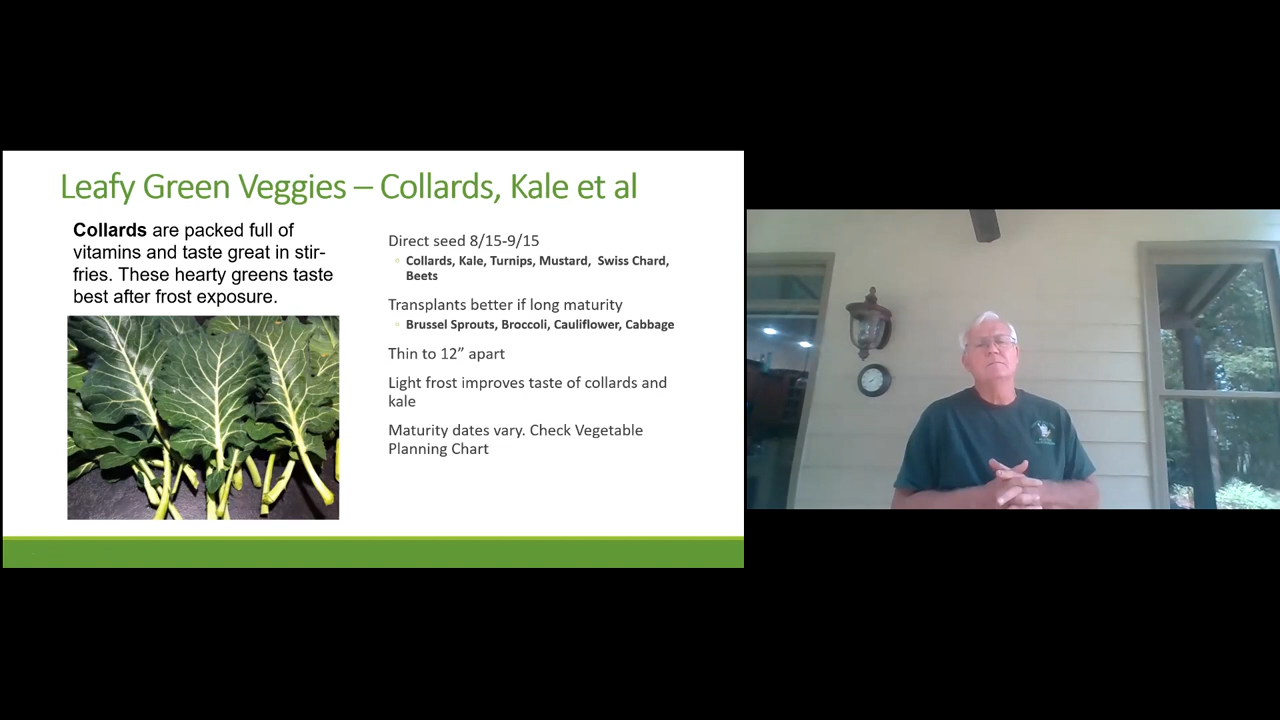 Leafy Green Veggies – Collards, Kale et al
Collards are packed full of
vitamins and taste great in stir-
fries. These hearty greens taste
best after frost exposure.
Direct seed 8/15-9/15
Collards, Kale, Turnips, Mustard, Swiss Chard,
Beets
Transplants better if long maturity
Brussel Sprouts, Broccoli, Cauliflower, Cabbage
Thin to 12” apart
Light frost improves taste of collards and
kale
Maturity dates vary. Check Vegetable
Planning Chart